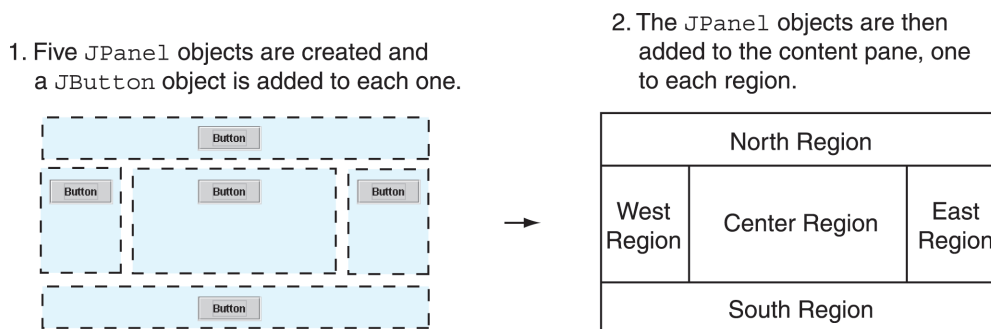 1. Five JPanel objects are created and
a JButton object is added to each one.
Button
Button
Button
Button
Button
2. The JPanel objects are then
added to the content pane, one
to each region.
North Region
West
Region
Center Region
East
Region
South Region